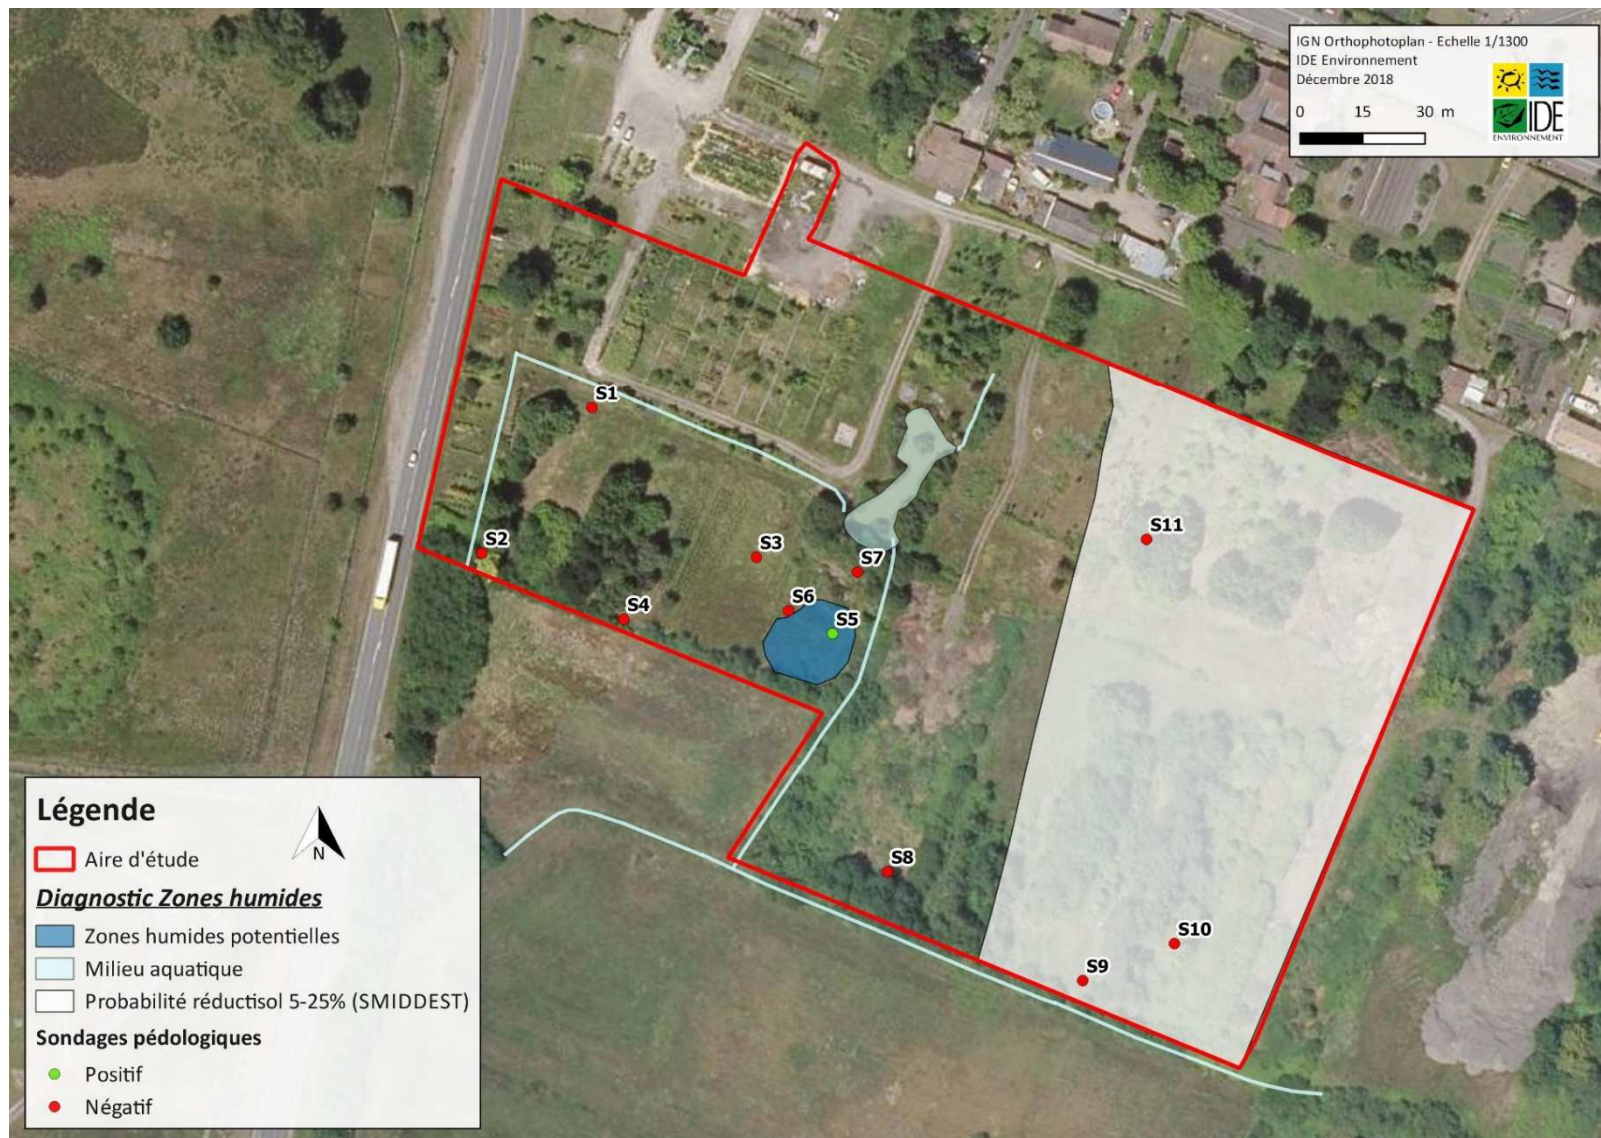 IGN Orthophotoplan - Echelle 1/1300
IDE Environnement
Décembre 2018
0 15 30 m
IDE
ENVIRONNEMENT
S1
S2
S3
S7
S4
S6
S5
S11
S8
S10
S9
Légende
N
Aire d'étude
Diagnostic Zones humides
Zones humides potentielles
Milieu aquatique
Probabilité réductisol 5-25% (SMIDDEST)
Sondages pédologiques
Positif
Négatif